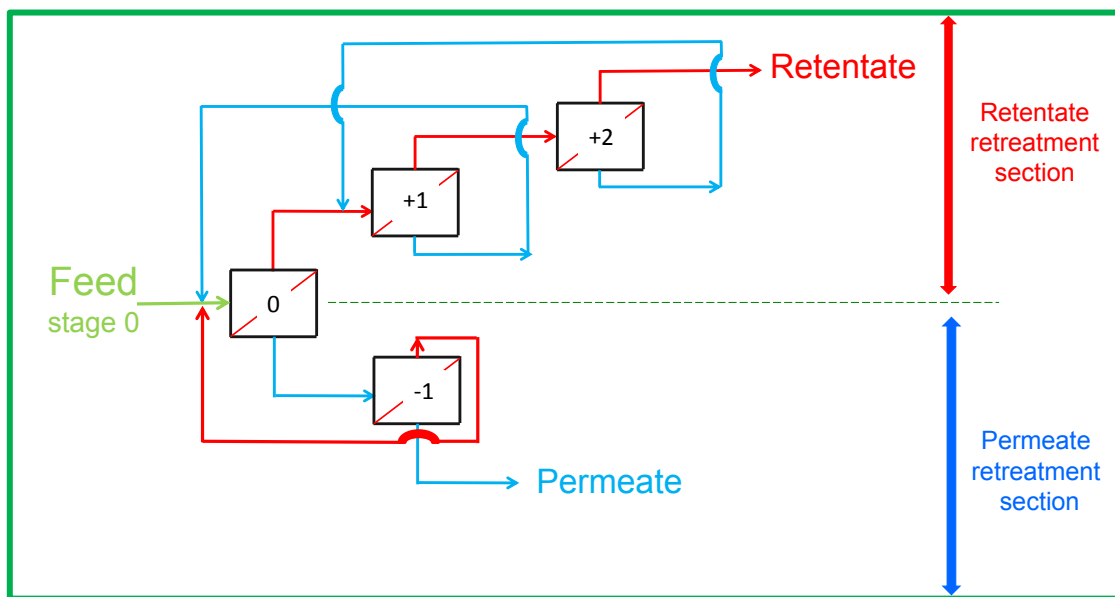 Retentate
+2
Retentate
retreatment
section
+1
Feed
stage 0
0
-1
Permeate
Permeate
retreatment
section